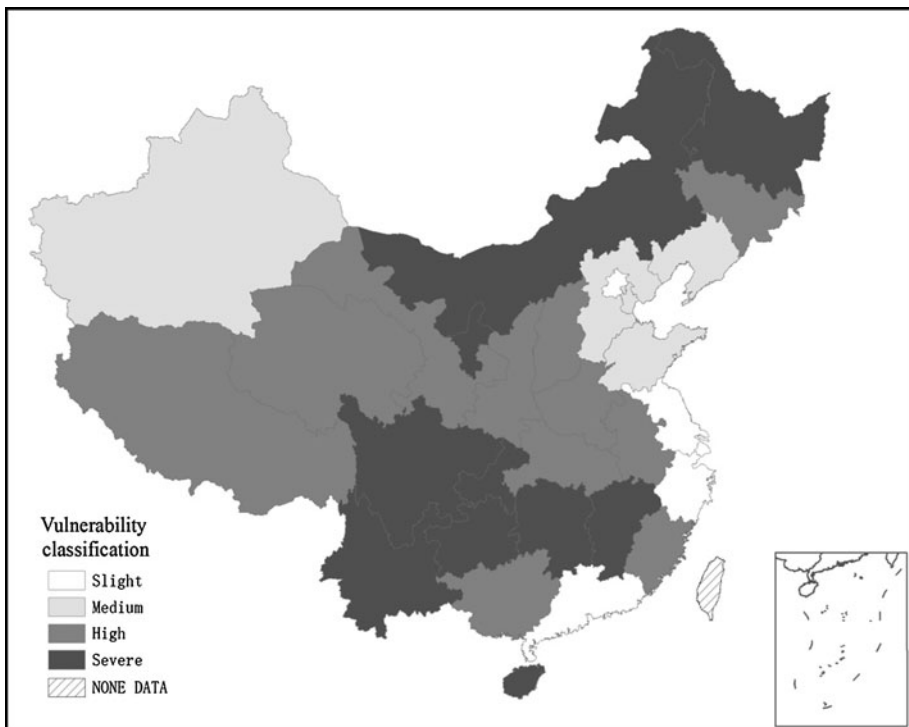 Vulnerability
classification
Slight
Medium
High
Severe
NONE DATA